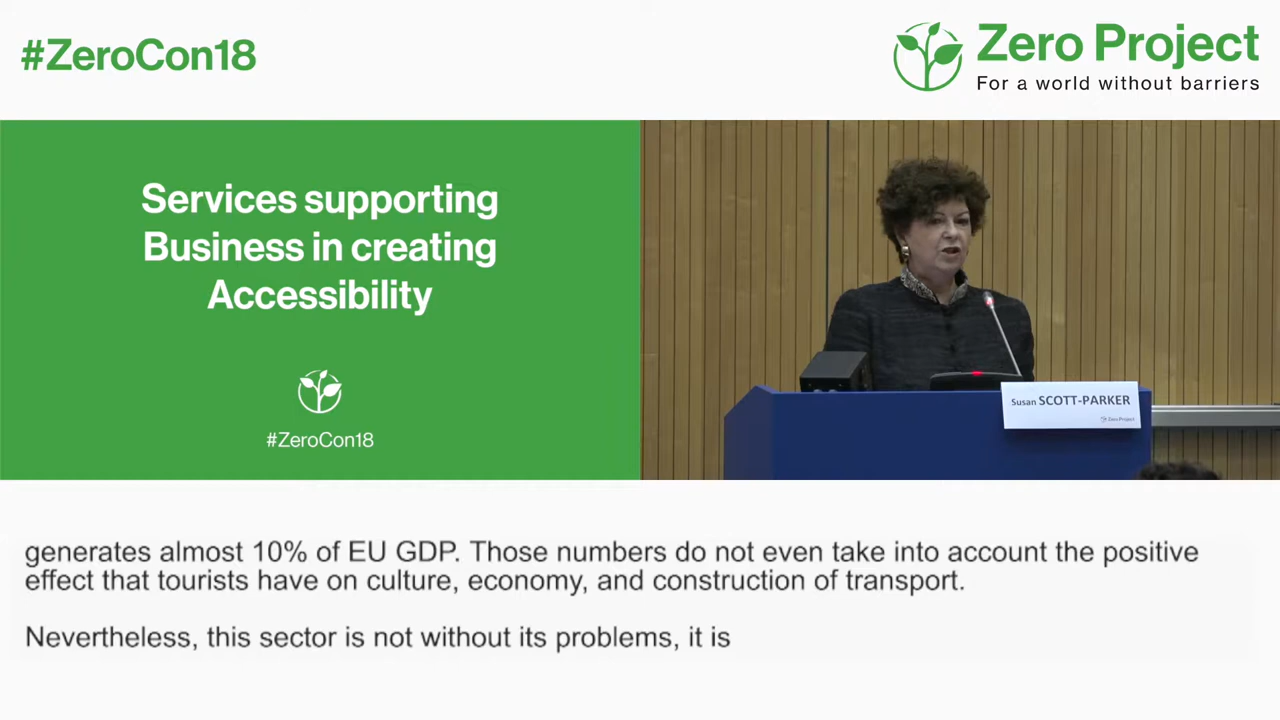 #ZeroCon18
Zero Project
For a world without barriers
Services supporting
Business in creating
Accessibility
#ZeroCon18
Susan SCOTT-PARKER
Zero Project
generates almost 10% of EU GDP. Those numbers do not even take into account the positive
effect that tourists have on culture, economy, and construction of transport.
Nevertheless, this sector is not without its problems, it is